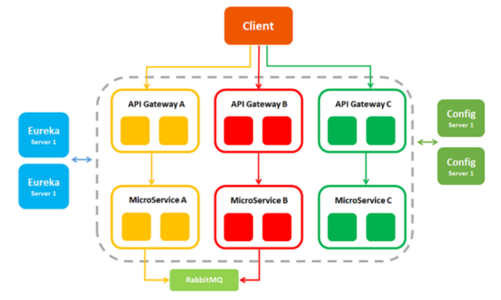 Client
API Gateway A
API Gateway B
API Gateway C
Eureka
Server 1
Eureka
Server 1
Config
Server 1
Config
Server 1
MicroService A
MicroService B
MicroService C
RabbitMQ